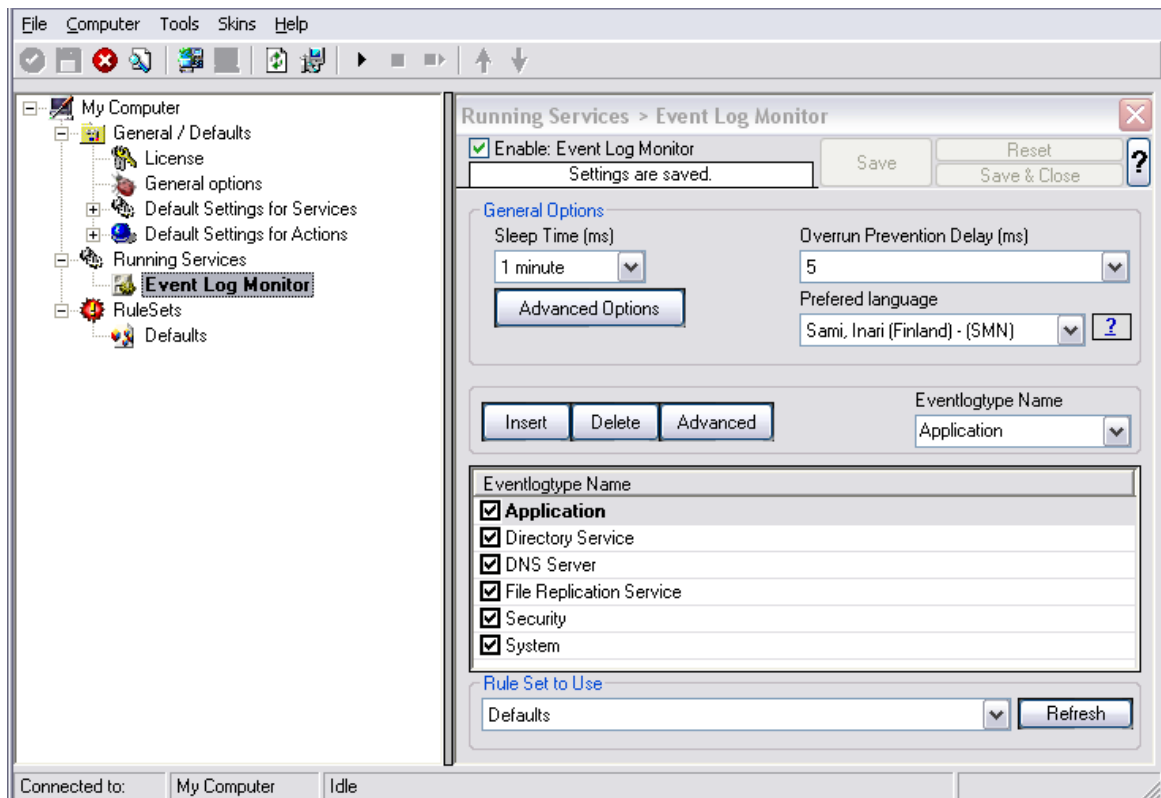 File Computer Tools Skins Help
My Computer
General / Defaults
License
General options
Default Settings for Services
Default Settings for Actions
Running Services
Event Log Monitor
RuleSets
Defaults
Running Services > Event Log Monitor
Enable: Event Log Monitor
Settings are saved.
Save
Reset
Save & Close
?
General Options
Sleep Time (ms)
1 minute
Advanced Options
Overrun Prevention Delay (ms)
5
Prefered language
Sami, Inari (Finland) - (SMN)
?
Insert Delete Advanced
Eventlogtype Name
Application
Eventlogtype Name
Application
Directory Service
DNS Server
File Replication Service
Security
System
Rule Set to Use
Defaults
Refresh
Connected to: My Computer Idle